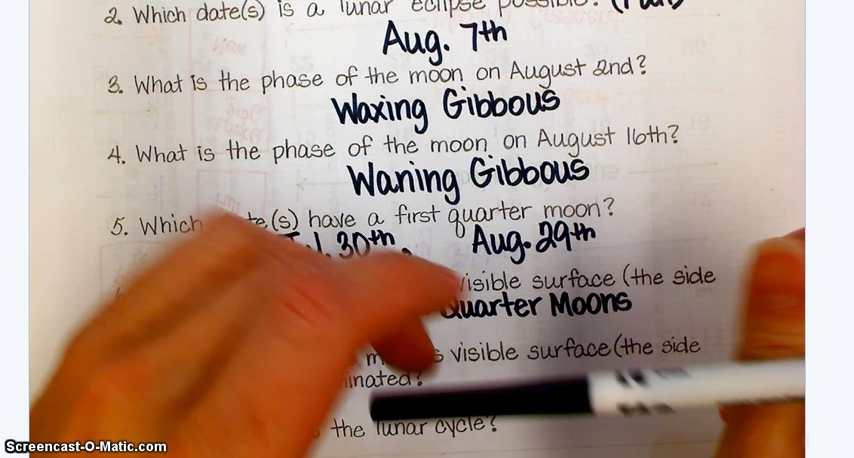 2. Which date(s) is a lunar eclipse possible?
Aug. 7th
3. What is the phase of the moon on August 2nd?
Waxing Gibbous
4. What is the phase of the moon on August 16th?
Waning Gibbous
5. Which (s) have a first quarter moon?
30th, Aug. 29th
visible surface (the side
Quarter Moons
visible surface (the side
the lunar cycle?
Screencast-O-Matic.com